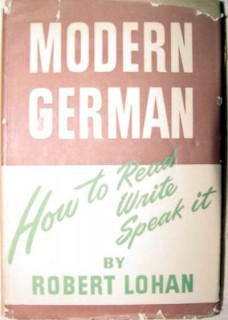 MODERN
GERMAN
How to Read
Write
Speak it
BY
ROBERT LOHAN